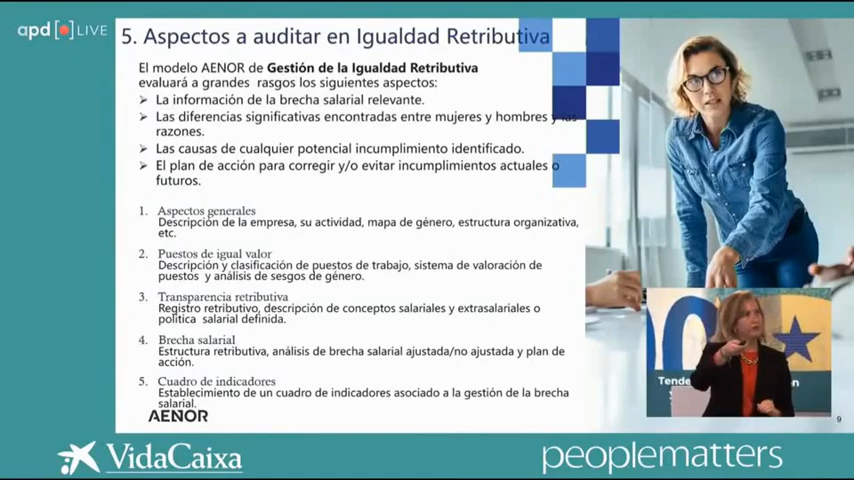 apd LIVE
5. Aspectos a auditar en Igualdad Retributiva
El modelo AENOR de Gestión de la Igualdad Retributiva
evaluará a grandes rasgos los siguientes aspectos:
La información de la brecha salarial relevante.
Las diferencias significativas encontradas entre mujeres y hombres y las
razones.
Las causas de cualquier potencial incumplimiento identificado.
El plan de acción para corregir y/o evitar incumplimientos actuales o
futuros.
1. Aspectos generales
Descripción de la empresa, su actividad, mapa de género, estructura organizativa,
etc.
2. Puestos de igual valor
Descripción y clasificación de puestos de trabajo, sistema de valoración de
puestos y análisis de sesgos de género.
3. Transparencia retributiva
Registro retributivo, descripción de conceptos salariales y extrasalariales o
política salarial definida.
4. Brecha salarial
Estructura retributiva, análisis de brecha salarial ajustada/no ajustada y plan de
acción.
5. Cuadro de indicadores
Establecimiento de un cuadro de indicadores asociado a la gestión de la brecha
salarial.
AENOR
9
VidaCaixa
peoplematters